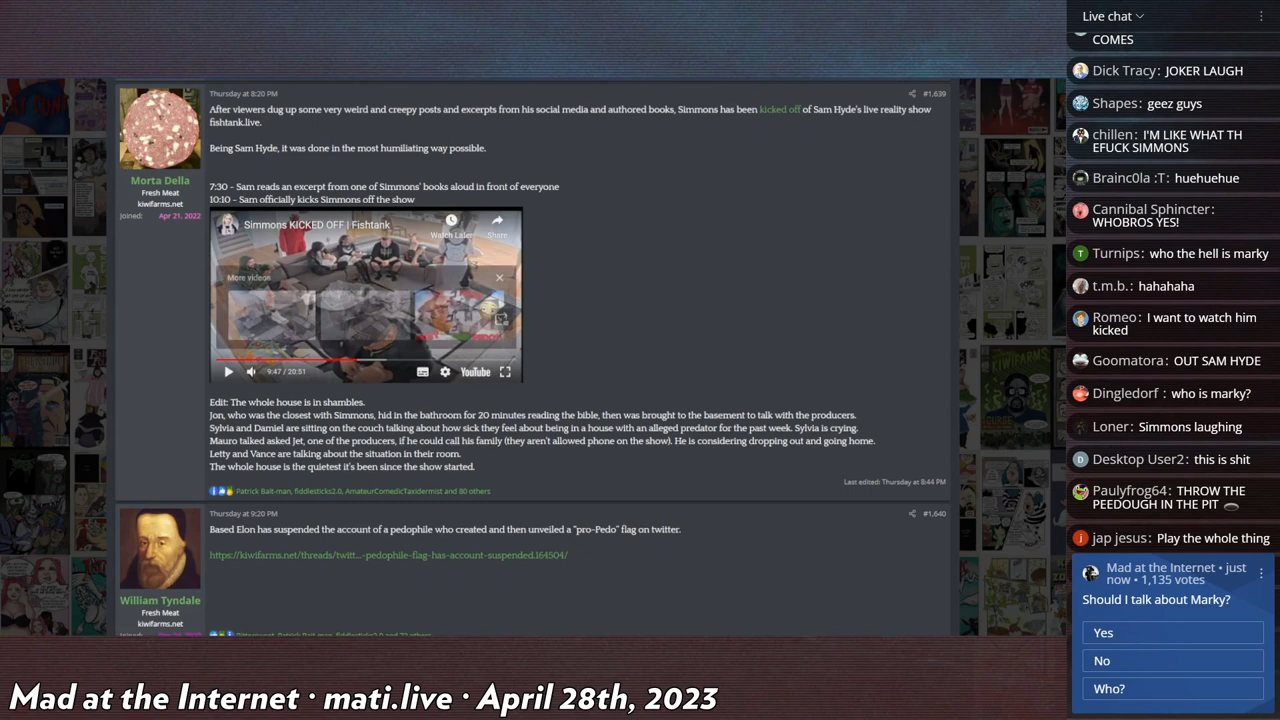 Thursday at 8:20 PM
#1,639
After viewers dug up some very weird and creepy posts and excerpts from his social media and authored books, Simmons has been kicked off of Sam Hyde's live reality show
fishtank.live.
Being Sam Hyde, it was done in the most humiliating way possible.
7:30 - Sam reads an excerpt from one of Simmons' books aloud in front of everyone
10:10 - Sam officially kicks Simmons off the show
Morta Della
Fresh Meat
kiwifarms.net
Joined: Apr 21, 2022
Simmons KICKED OFF | Fishtank
Watch Later
Share
More videos
9:47 / 20:51
YouTube
Edit: The whole house is in shambles.
Jon, who was the closest with Simmons, hid in the bathroom for 20 minutes reading the bible, then was brought to the basement to talk with the producers.
Sylvia and Damiel are sitting on the couch talking about how sick they feel about being in a house with an alleged predator for the past week. Sylvia is crying.
Mauro talked asked Jet, one of the producers, if he could call his family (they aren't allowed phone on the show). He is considering dropping out and going home.
Letty and Vance are talking about the situation in their room.
The whole house is the quietest it's been since the show started.
Last edited: Thursday at 8:44 PM
Patrick Bait-man, fiddlesticks2.0, AmateurComedicTaxidermist and 80 others
Thursday at 9:20 PM
#1,640
Based Elon has suspended the account of a pedophile who created and then unveiled a "pro-Pedo" flag on twitter.
https://kiwifarms.net/threads/twitt...-pedophile-flag-has-account-suspended.164504/
William Tyndale
Fresh Meat
kiwifarms.net
Mad at the Internet · mati.live · April 28th, 2023
Live chat
COMES
Dick Tracy: JOKER LAUGH
Shapes: geez guys
chillen: I'M LIKE WHAT TH
EFUCK SIMMONS
Brainc0la :T: huehuehue
Cannibal Sphincter:
WHOBROS YES!
T
Turnips: who the hell is marky
t.m.b.: hahahaha
Romeo: I want to watch him
kicked
Goomatora: OUT SAM HYDE
Dingledorf : who is marky?
Loner: Simmons laughing
D
Desktop User2: this is shit
Paulyfrog64: THROW THE
PEEDOUGH IN THE PIT 🕳️
j
jap jesus: Play the whole thing
Mad at the Internet • just
now • 1,135 votes
Should I talk about Marky?
Yes
No
Who?